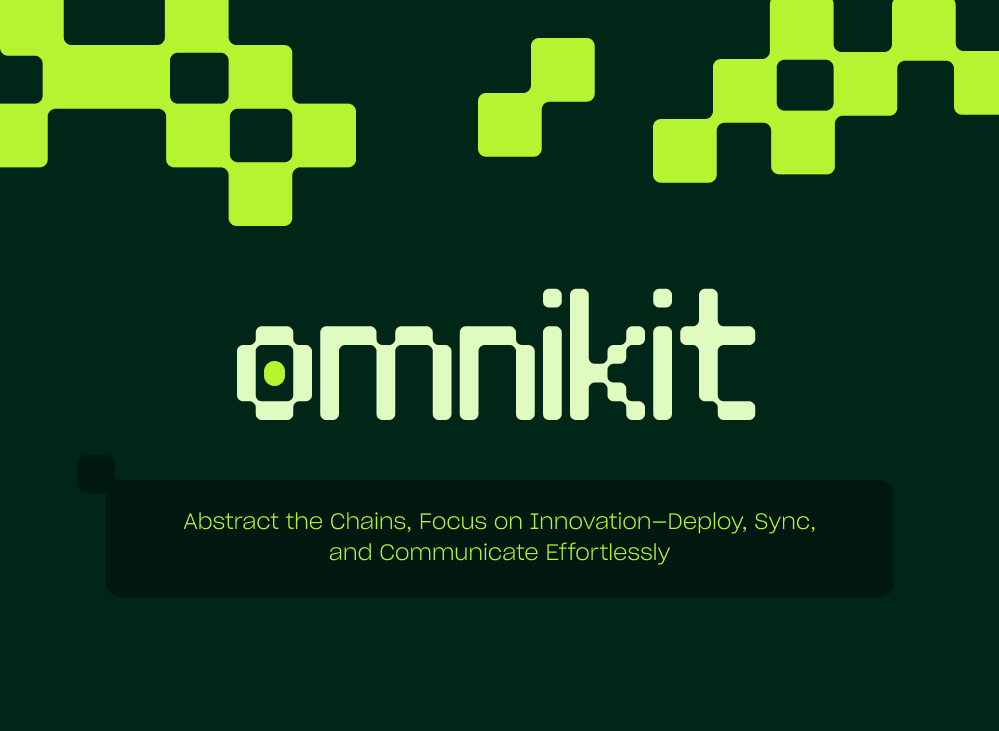 omnikit
Abstract the Chains, Focus on Innovation–Deploy, Sync,
and Communicate Effortlessly